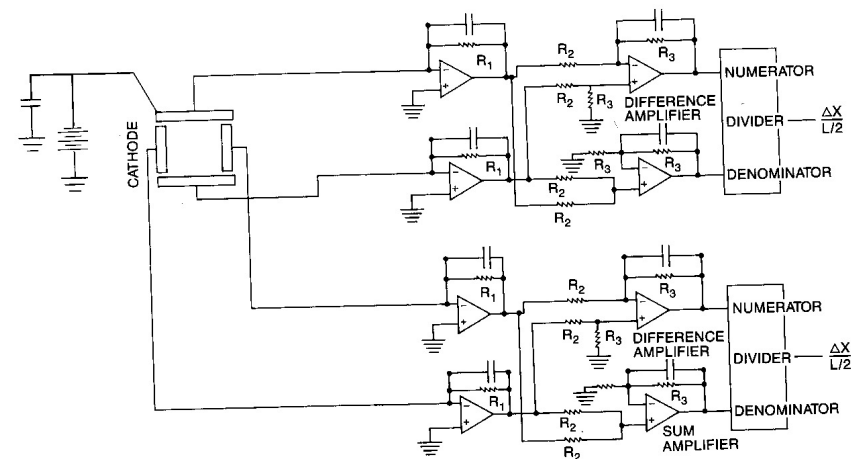 R₁
R₂
R₃
NUMERATOR
R₂
R₃
DIFFERENCE
AMPLIFIER
DIVIDER
ΔX
L/2
CATHODE
R₁
R₃
R₃
R₂
DENOMINATOR
R₂
R₁
R₂
R₃
NUMERATOR
R₂
R₃
DIFFERENCE
AMPLIFIER
DIVIDER
ΔX
L/2
R₁
R₃
R₂
DENOMINATOR
SUM
AMPLIFIER
R₂